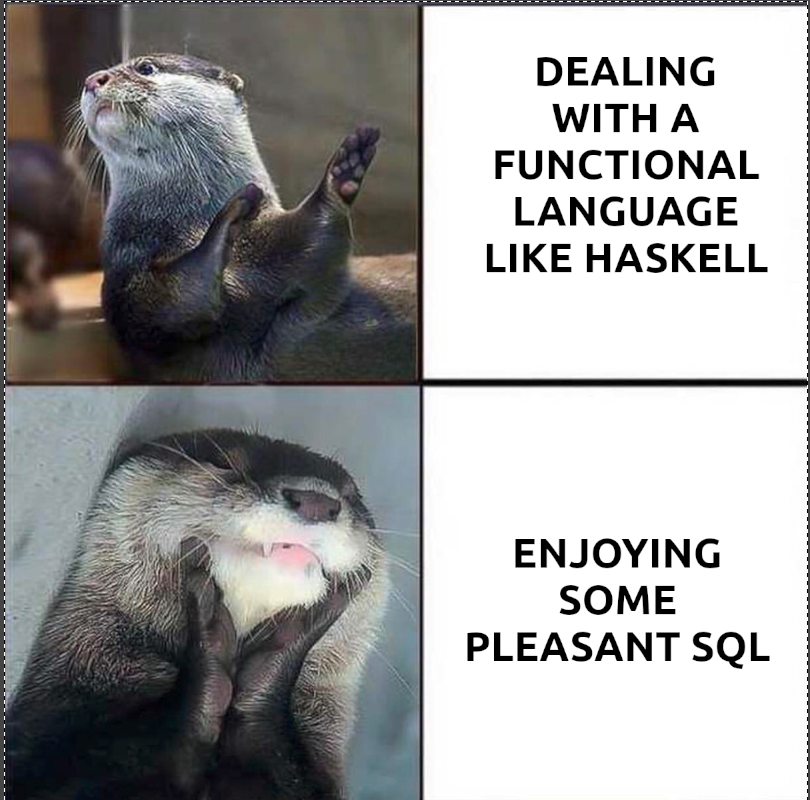 DEALING
WITH A
FUNCTIONAL
LANGUAGE
LIKE HASKELL
ENJOYING
SOME
PLEASANT SQL